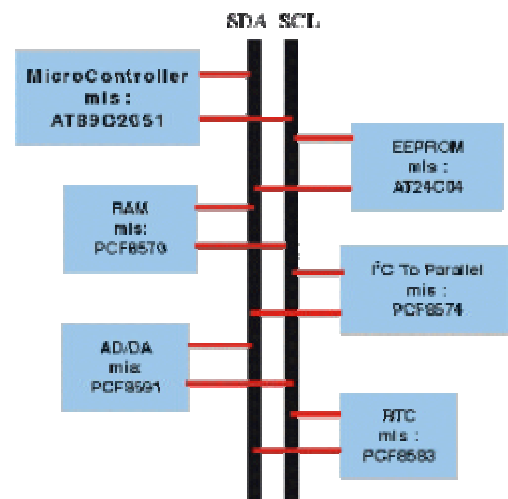 SDA SCL
MicroController
mis :
AT89C2051
EEPROM
mis :
AT24C04
RAM
mis:
PCF8570
I²C To Parallel
mis :
PCF8574
AD/DA
mis:
PCF8591
RTC
mis :
PCF8583